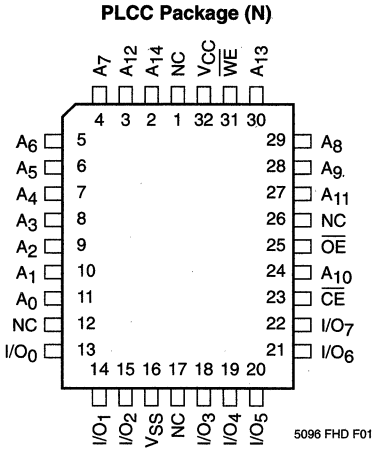 PLCC Package (N)
A7 A12 A14 NC VCC W̅E̅ A13
4 3 2 1 32 31 30
A6 5 29 A8
A5 6 28 A9
A4 7 27 A11
A3 8 26 NC
A2 9 25 O̅E̅
A1 10 24 A10
A0 11 23 C̅E̅
NC 12 22 I/O7
I/O0 13 21 I/O6
14 15 16 17 18 19 20
I/O1 I/O2 VSS NC I/O3 I/O4 I/O5
5096 FHD F01